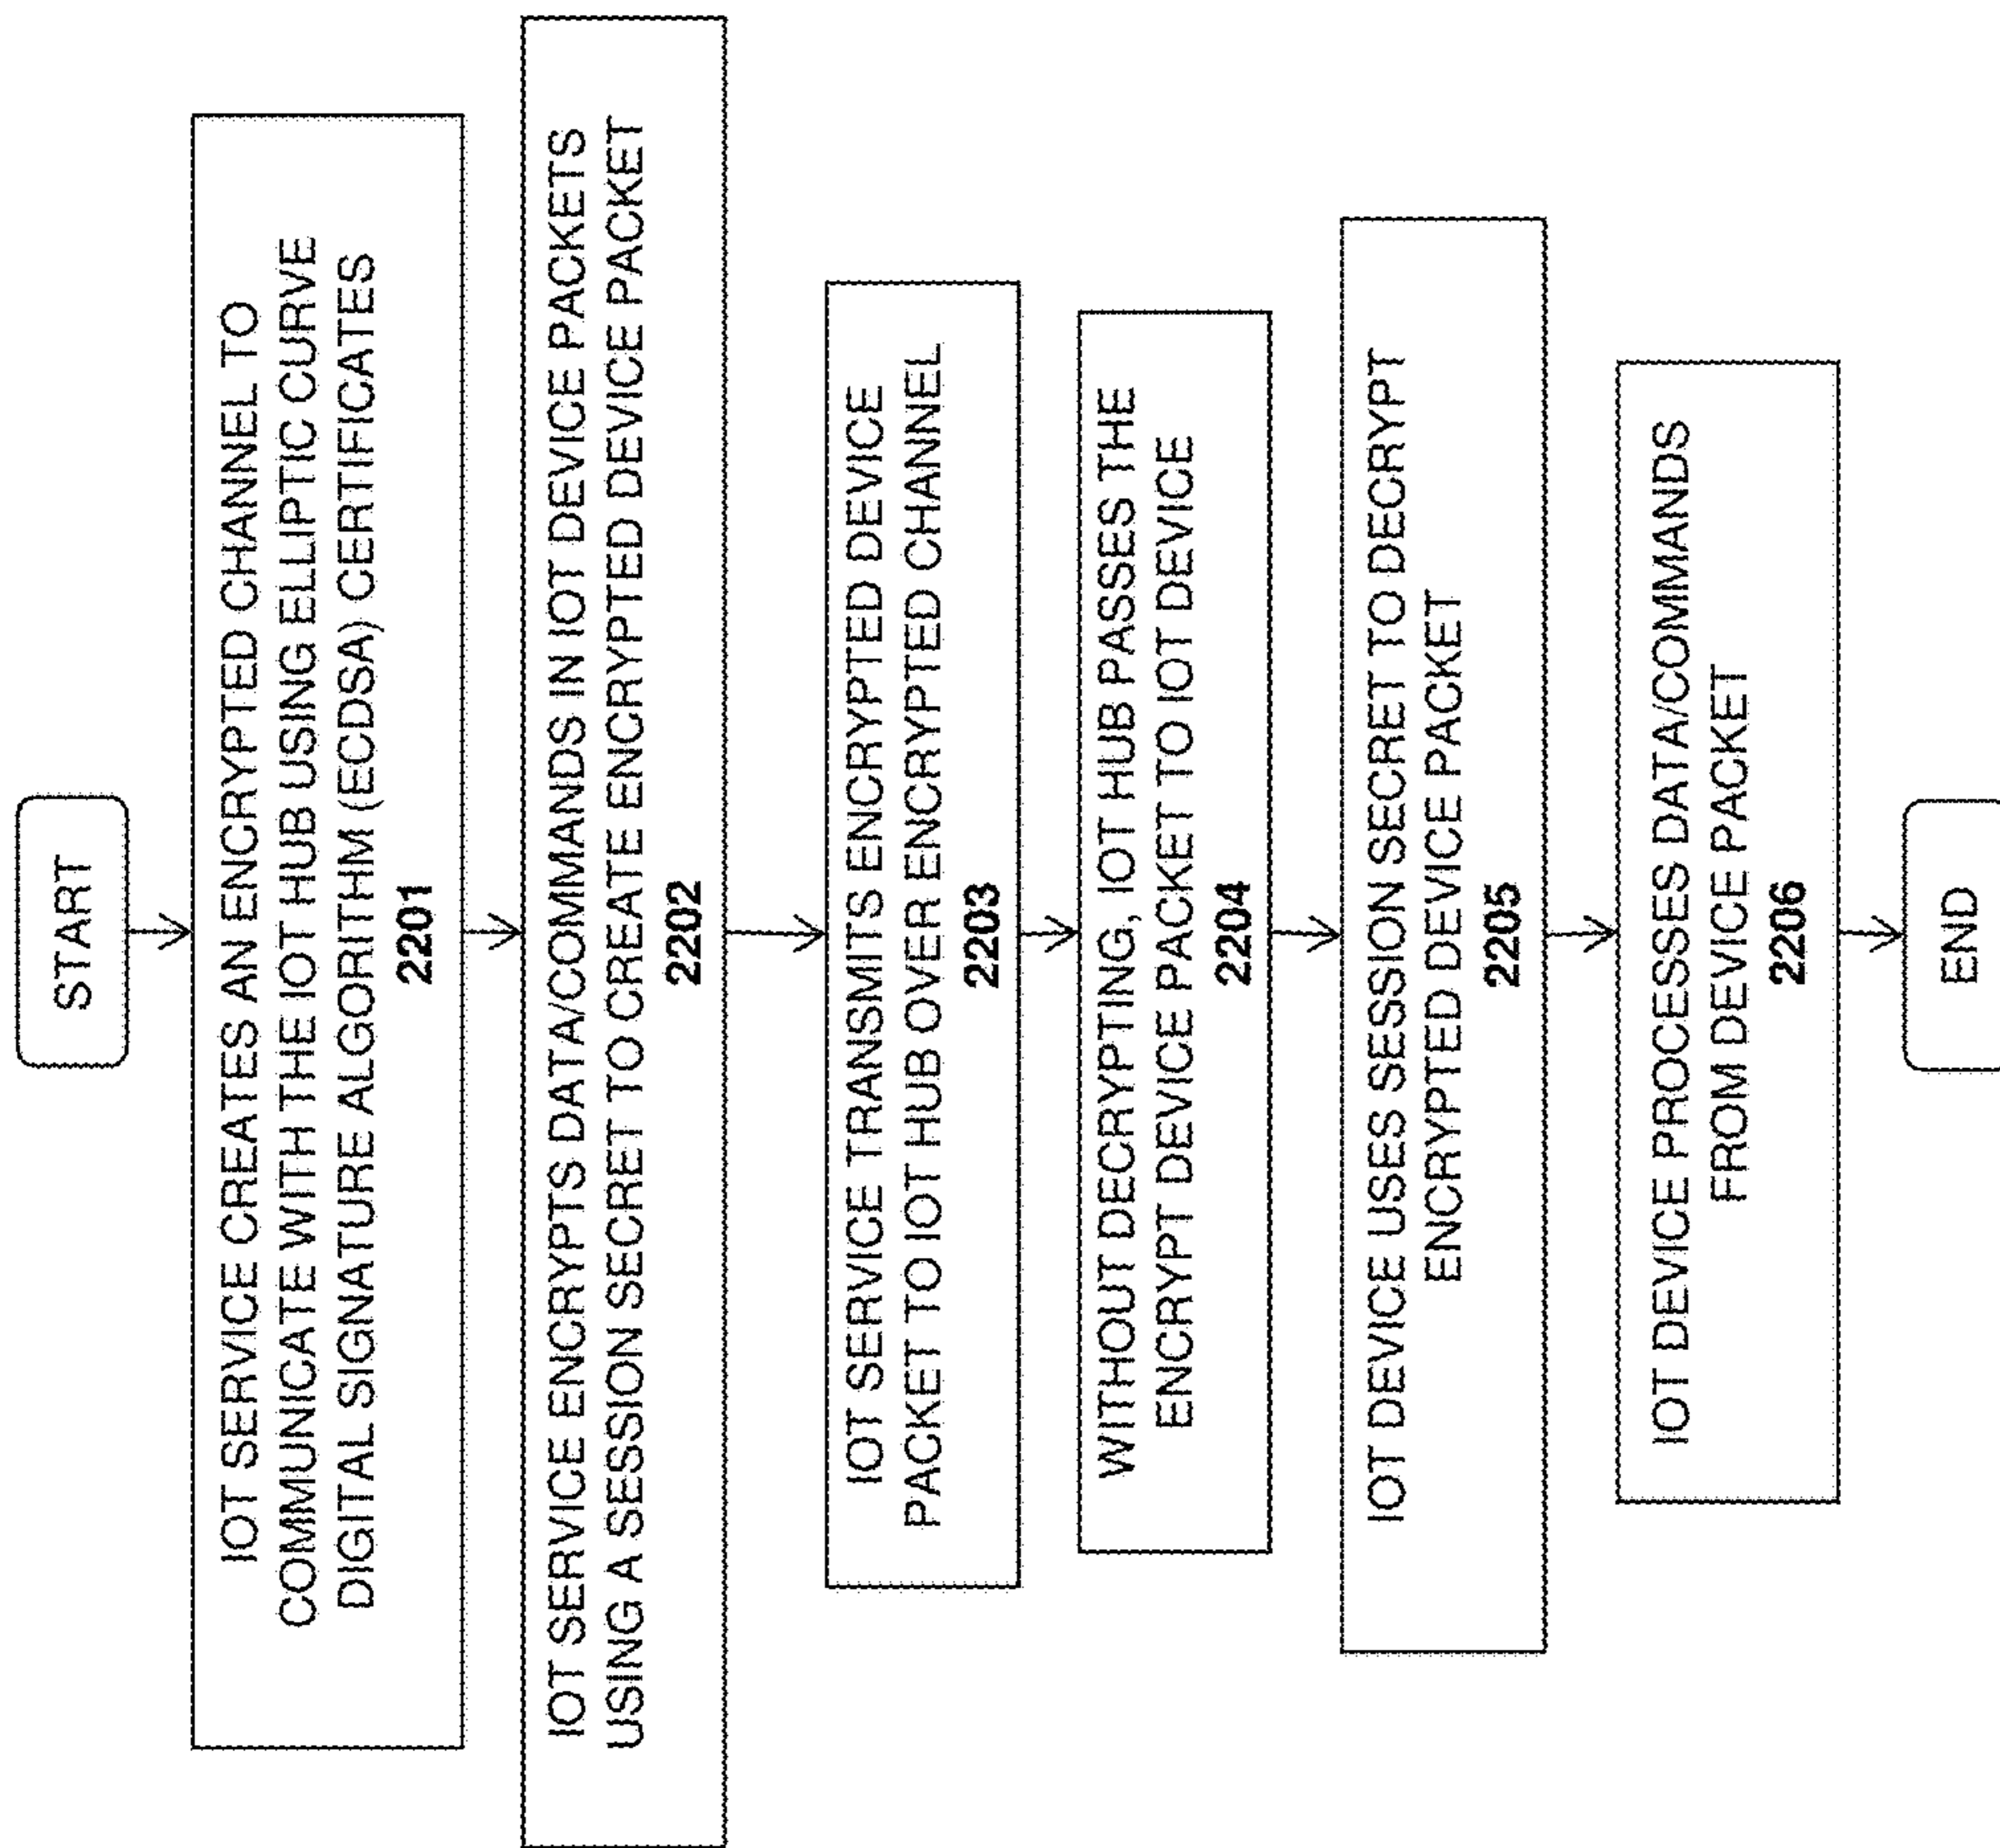 START
IOT SERVICE CREATES AN ENCRYPTED CHANNEL TO
COMMUNICATE WITH THE IOT HUB USING ELLIPTIC CURVE
DIGITAL SIGNATURE ALGORITHM (ECDSA) CERTIFICATES
2201
IOT SERVICE ENCRYPTS DATA/COMMANDS IN IOT DEVICE PACKETS
USING A SESSION SECRET TO CREATE ENCRYPTED DEVICE PACKET
2202
IOT SERVICE TRANSMITS ENCRYPTED DEVICE
PACKET TO IOT HUB OVER ENCRYPTED CHANNEL
2203
WITHOUT DECRYPTING, IOT HUB PASSES THE
ENCRYPT DEVICE PACKET TO IOT DEVICE
2204
IOT DEVICE USES SESSION SECRET TO DECRYPT
ENCRYPTED DEVICE PACKET
2205
IOT DEVICE PROCESSES DATA/COMMANDS
FROM DEVICE PACKET
2206
END